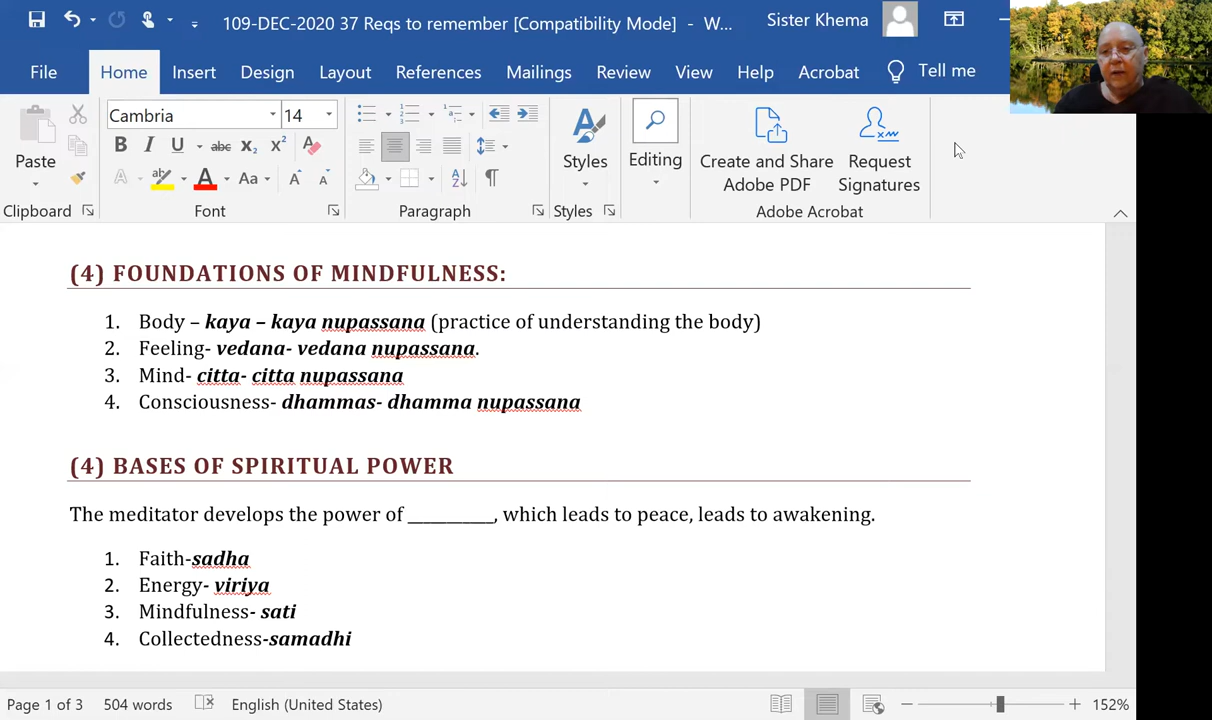 109-DEC-2020 37 Reqs to remember [Compatibility Mode] - W... Sister Khema
File Home Insert Design Layout References Mailings Review View Help Acrobat Tell me
Cambria 14
Paste B I U abc X₂ X² Styles Editing Create and Share Adobe PDF Request Signatures
A A Aa A A
Clipboard Font Paragraph Styles Adobe Acrobat
(4) FOUNDATIONS OF MINDFULNESS:
1. Body – kaya – kaya nupassana (practice of understanding the body)
2. Feeling- vedana- vedana nupassana.
3. Mind- citta- citta nupassana
4. Consciousness- dhammas- dhamma nupassana
(4) BASES OF SPIRITUAL POWER
The meditator develops the power of __________, which leads to peace, leads to awakening.
1. Faith-sadha
2. Energy- viriya
3. Mindfulness- sati
4. Collectedness-samadhi
Page 1 of 3 504 words English (United States) 152%